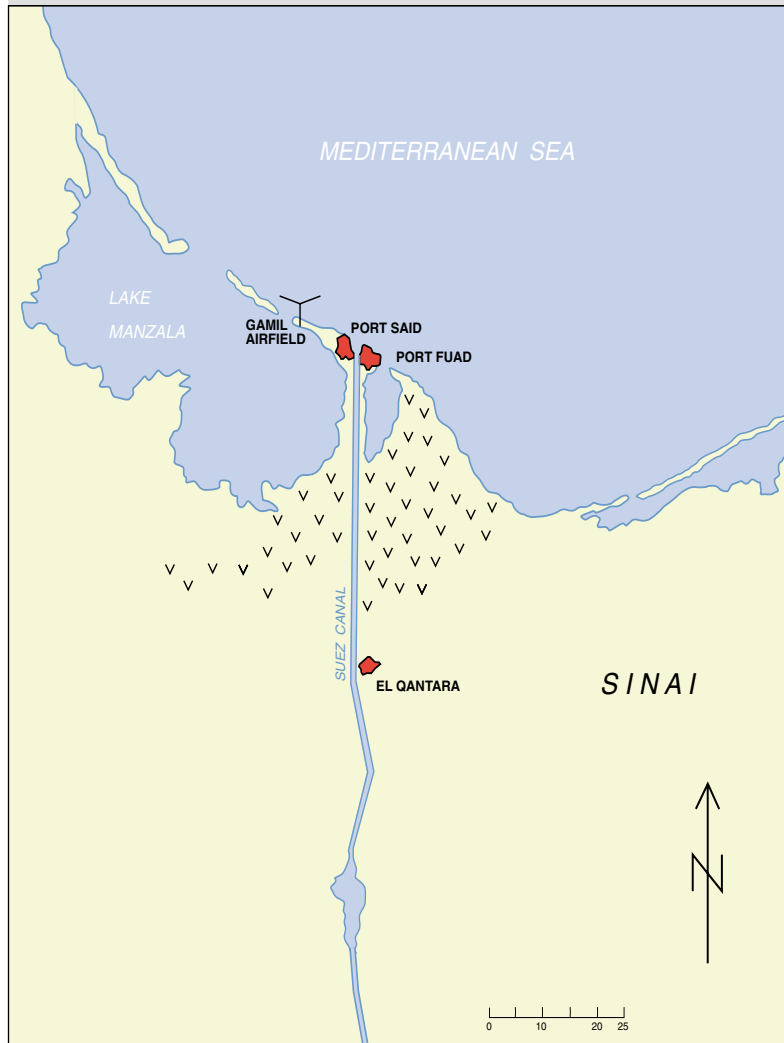 MEDITERRANEAN SEA
LAKE
MANZALA
GAMIL
AIRFIELD
PORT SAID
PORT FUAD
SUEZ CANAL
EL QANTARA
SINAI
N
0 10 20 25